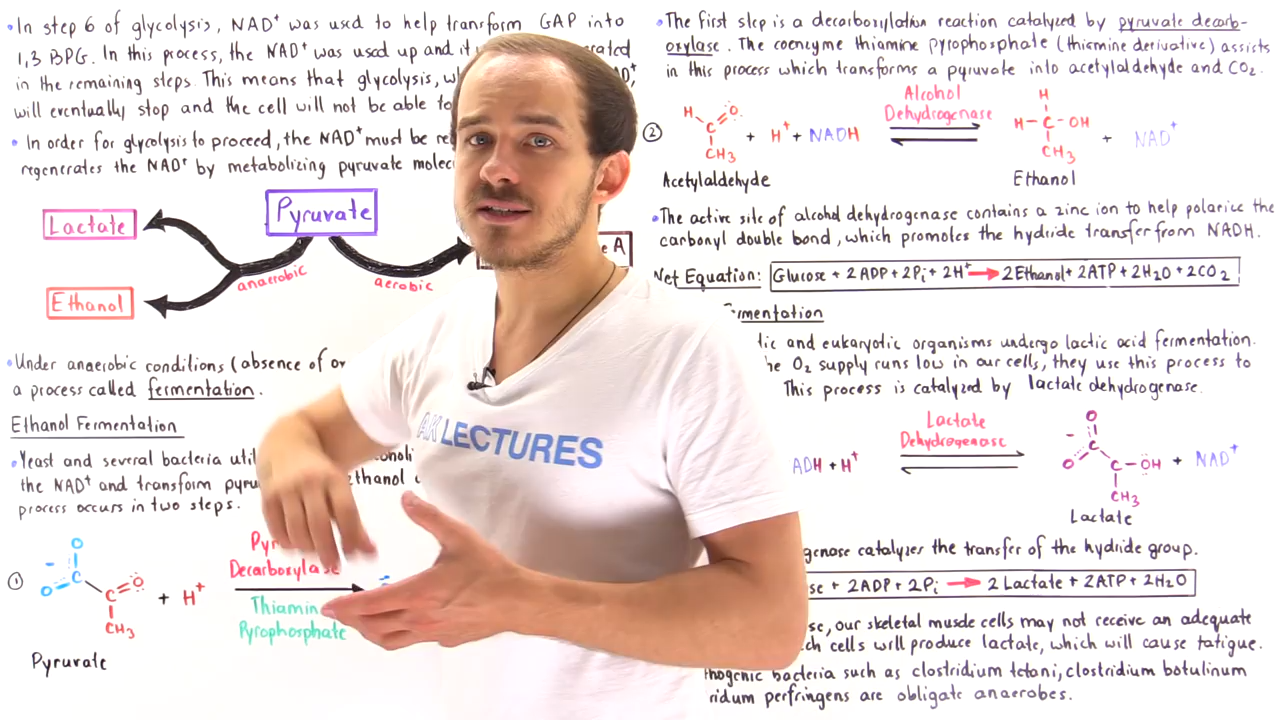 •In step 6 of glycolysis, NAD+ was used to help transform GAP into
1,3 BPG. In this process, the NAD+ was used up and it
in the remaining steps. This means that glycolysis,
will eventually stop and the cell will not be able to
• In order for glycolysis to proceed, the NAD+ must be
regenerates the NAD+ by metabolizing pyruvate
Pyruvate
Lactate
Ethanol
anaerobic
aerobic
A
•Under anaerobic conditions (absence of
a process called fermentation.
Ethanol Fermentation
•Yeast and several bacteria
the NAD+ and transform ethanol
process occurs in two steps.
①
- O O C C O CH3
+ H+
Decarboxylase
Thiamin
Pyrophosphate
Pyruvate
AK LECTURES
•The first step is a decarboxylation reaction catalyzed by pyruvate decarb-
oxylase. The coenzyme thiamine pyrophosphate (thiamine derivative) assists
in this process which transforms a pyruvate into acetylaldehyde and CO2.
②
H C O CH3 + H+ + NADH
Alcohol
Dehydrogenase
H H-C-OH CH3 + NAD+
Acetylaldehyde
Ethanol
•The active site of alcohol dehydrogenase contains a zinc ion to help polarize the
carbonyl double bond, which promotes the hydride transfer from NADH.
Net Equation: Glucose + 2ADP + 2Pi + 2H+ → 2Ethanol + 2ATP + 2H2O + 2CO2
and eukaryotic organisms undergo lactic acid fermentation.
O2 supply runs low in our cells, they use this process to
This process is catalyzed by lactate dehydrogenase.
ADH + H+
Lactate
Dehydrogenase
- O O C C-OH CH3 + NAD+
Lactate
catalyzes the transfer of the hydride group.
+ 2ADP + 2Pi → 2 Lactate + 2ATP + 2H2O
our skeletal muscle cells may not receive an adequate
cells will produce lactate, which will cause fatigue.
bacteria such as clostridium tetani, clostridium botulinum
perfringens are obligate anaerobes.